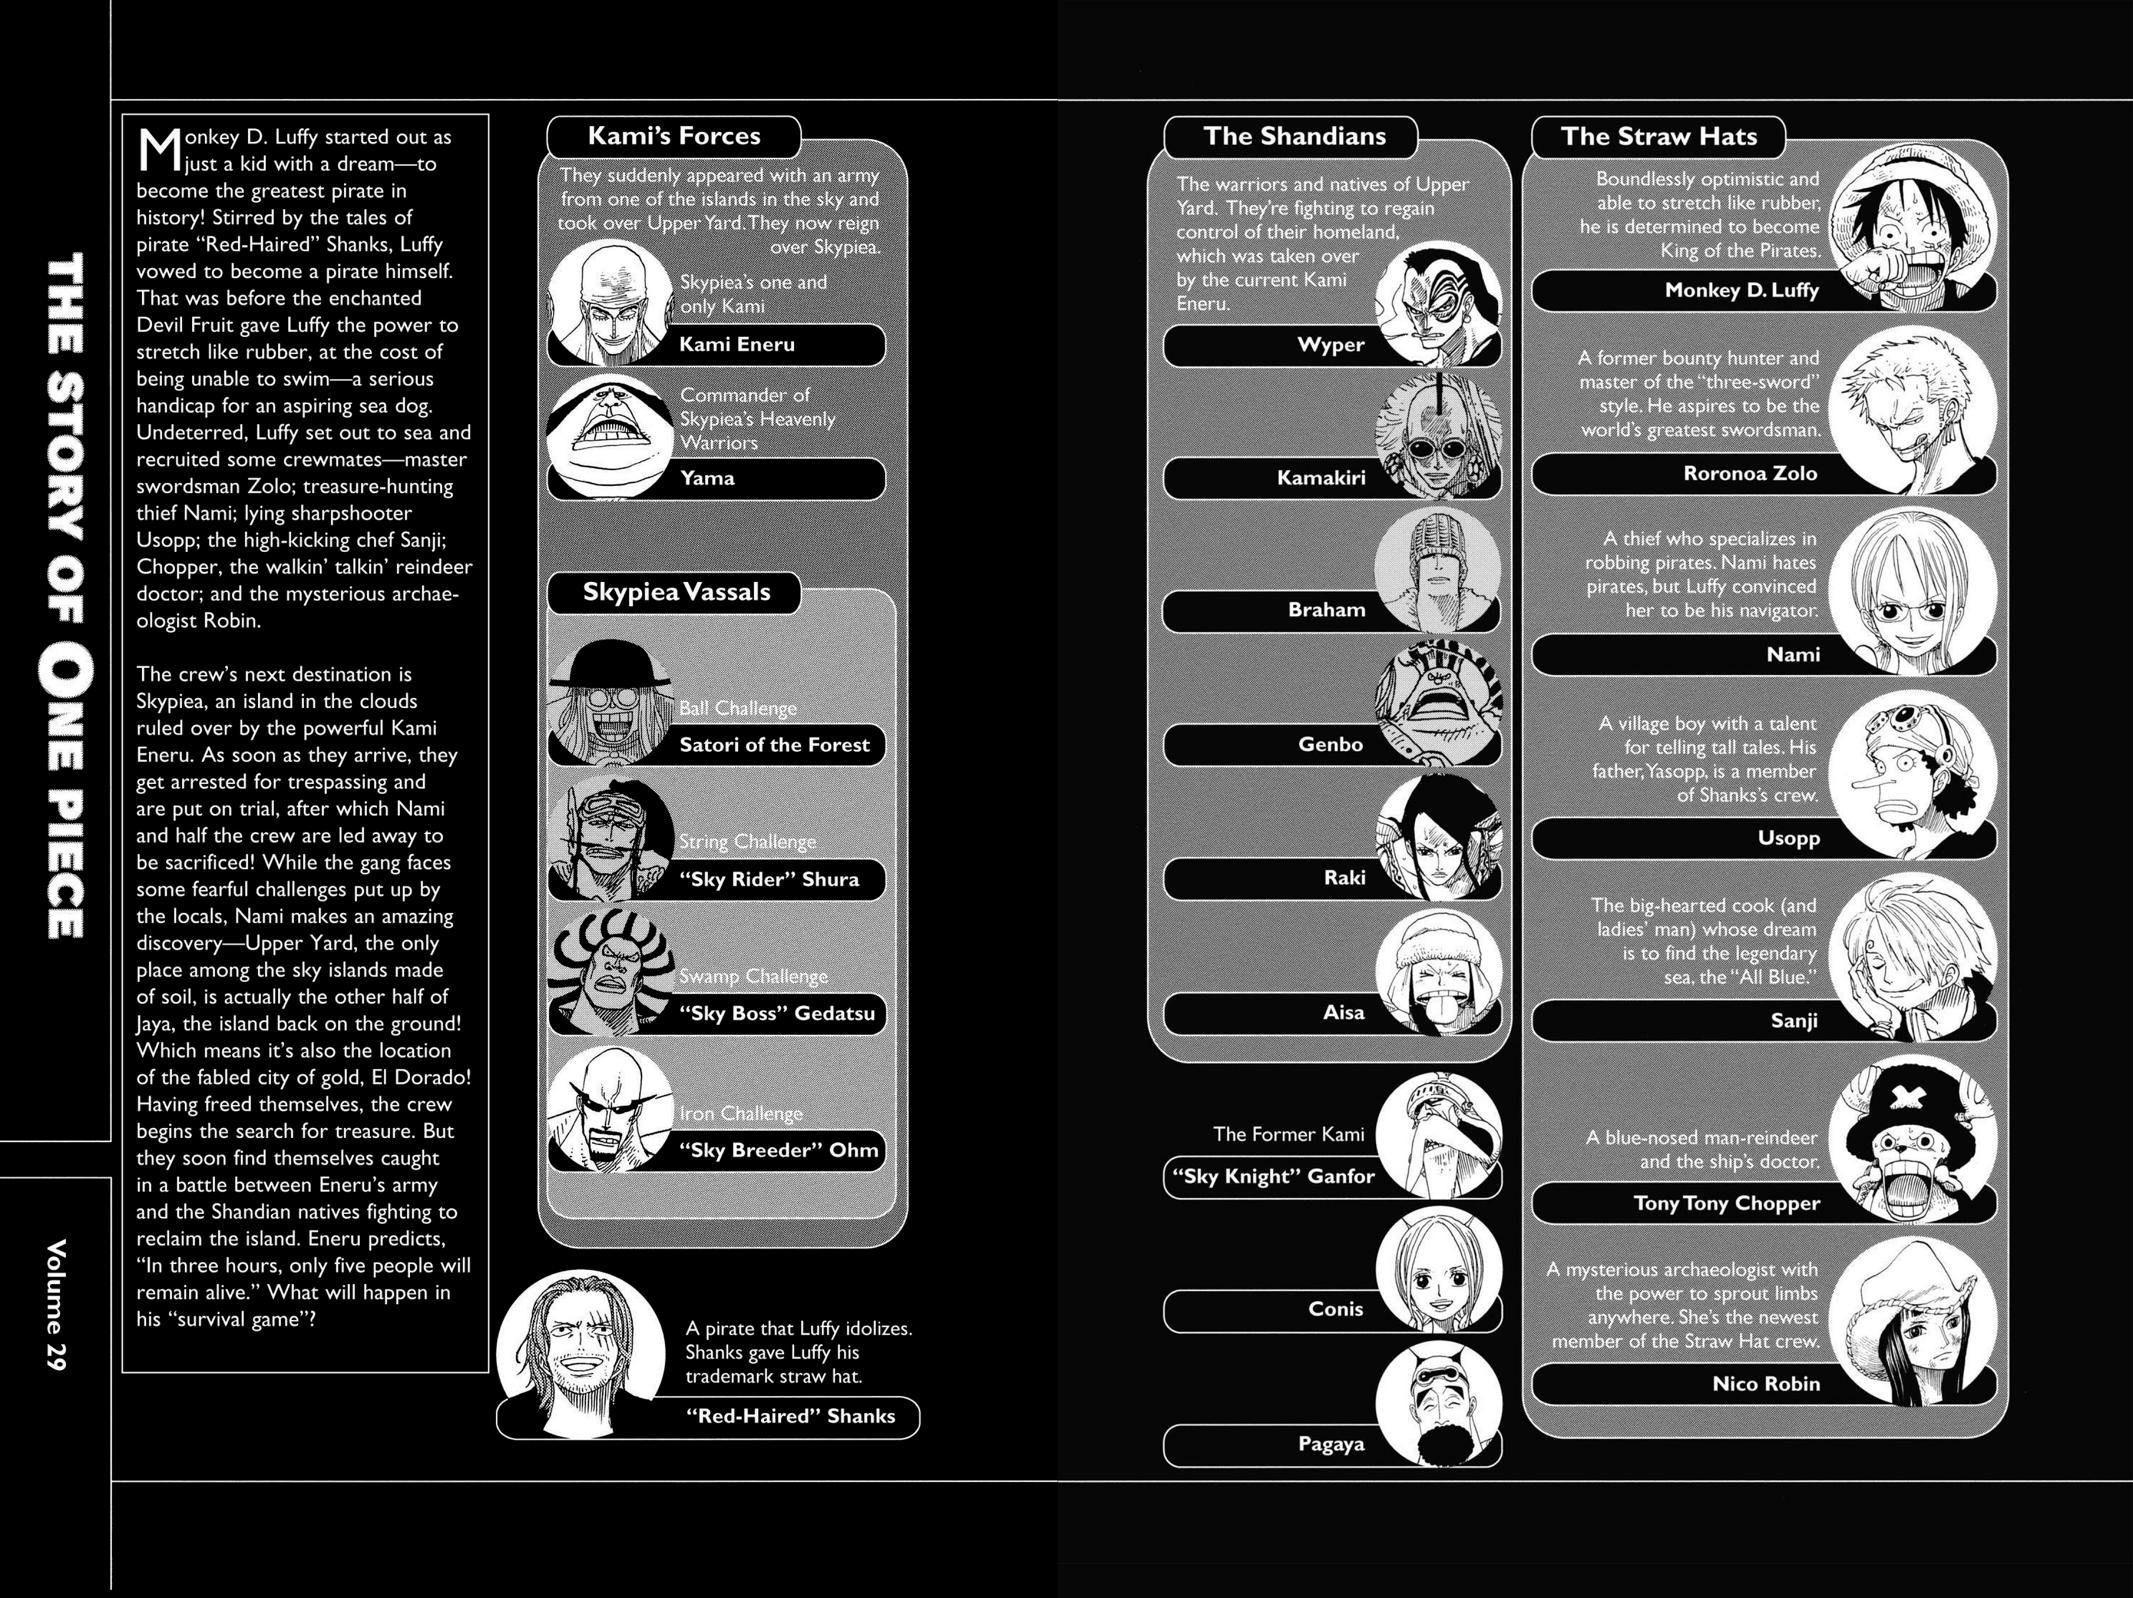 THE STORY OF ONE PIECE
Volume 29
Monkey D. Luffy started out as
just a kid with a dream—to
become the greatest pirate in
history! Stirred by the tales of
pirate “Red-Haired” Shanks, Luffy
vowed to become a pirate himself.
That was before the enchanted
Devil Fruit gave Luffy the power to
stretch like rubber, at the cost of
being unable to swim—a serious
handicap for an aspiring sea dog.
Undeterred, Luffy set out to sea and
recruited some crewmates—master
swordsman Zolo; treasure-hunting
thief Nami; lying sharpshooter
Usopp; the high-kicking chef Sanji;
Chopper, the walkin’ talkin’ reindeer
doctor; and the mysterious archae-
ologist Robin.
The crew’s next destination is
Skypiea, an island in the clouds
ruled over by the powerful Kami
Eneru. As soon as they arrive, they
get arrested for trespassing and
are put on trial, after which Nami
and half the crew are led away to
be sacrificed! While the gang faces
some fearful challenges put up by
the locals, Nami makes an amazing
discovery—Upper Yard, the only
place among the sky islands made
of soil, is actually the other half of
Jaya, the island back on the ground!
Which means it’s also the location
of the fabled city of gold, El Dorado!
Having freed themselves, the crew
begins the search for treasure. But
they soon find themselves caught
in a battle between Eneru’s army
and the Shandian natives fighting to
reclaim the island. Eneru predicts,
“In three hours, only five people will
remain alive.” What will happen in
his “survival game”?
Kami’s Forces
They suddenly appeared with an army
from one of the islands in the sky and
took over Upper Yard. They now reign
over Skypiea.
Skypiea’s one and
only Kami
Kami Eneru
Commander of
Skypiea’s Heavenly
Warriors
Yama
Skypiea Vassals
Ball Challenge
Satori of the Forest
String Challenge
“Sky Rider” Shura
Swamp Challenge
“Sky Boss” Gedatsu
Iron Challenge
“Sky Breeder” Ohm
A pirate that Luffy idolizes.
Shanks gave Luffy his
trademark straw hat.
“Red-Haired” Shanks
The Shandians
The warriors and natives of Upper
Yard. They’re fighting to regain
control of their homeland,
which was taken over
by the current Kami
Eneru.
Wyper
Kamakiri
Braham
Genbo
Raki
Aisa
The Former Kami
“Sky Knight” Ganfor
Conis
Pagaya
The Straw Hats
Boundlessly optimistic and
able to stretch like rubber,
he is determined to become
King of the Pirates.
Monkey D. Luffy
A former bounty hunter and
master of the “three-sword”
style. He aspires to be the
world’s greatest swordsman.
Roronoa Zolo
A thief who specializes in
robbing pirates. Nami hates
pirates, but Luffy convinced
her to be his navigator.
Nami
A village boy with a talent
for telling tall tales. His
father, Yasopp, is a member
of Shanks’s crew.
Usopp
The big-hearted cook (and
ladies’ man) whose dream
is to find the legendary
sea, the “All Blue.”
Sanji
A blue-nosed man-reindeer
and the ship’s doctor.
Tony Tony Chopper
A mysterious archaeologist with
the power to sprout limbs
anywhere. She’s the newest
member of the Straw Hat crew.
Nico Robin